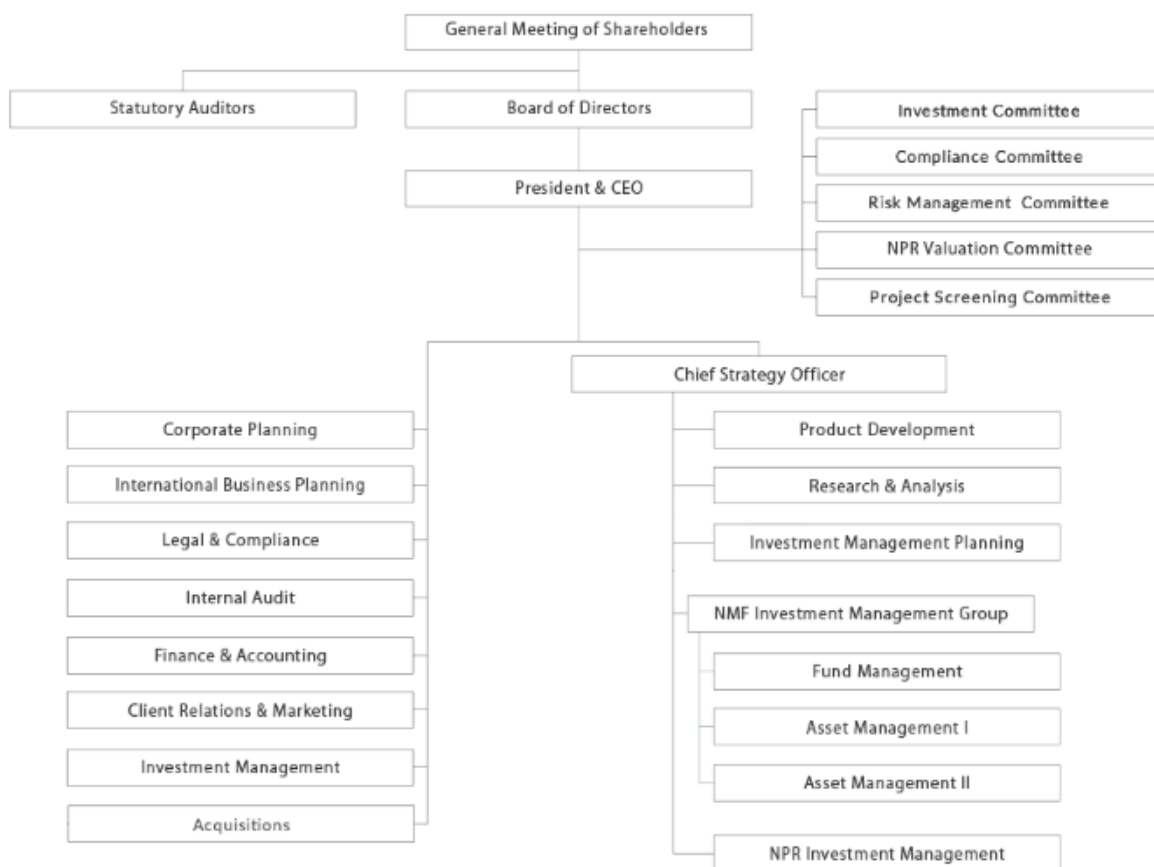 General Meeting of Shareholders
Statutory Auditors
Board of Directors
Investment Committee
Compliance Committee
President & CEO
Risk Management Committee
NPR Valuation Committee
Project Screening Committee
Chief Strategy Officer
Corporate Planning
Product Development
International Business Planning
Research & Analysis
Legal & Compliance
Investment Management Planning
Internal Audit
NMF Investment Management Group
Finance & Accounting
Fund Management
Client Relations & Marketing
Asset Management I
Investment Management
Asset Management II
Acquisitions
NPR Investment Management